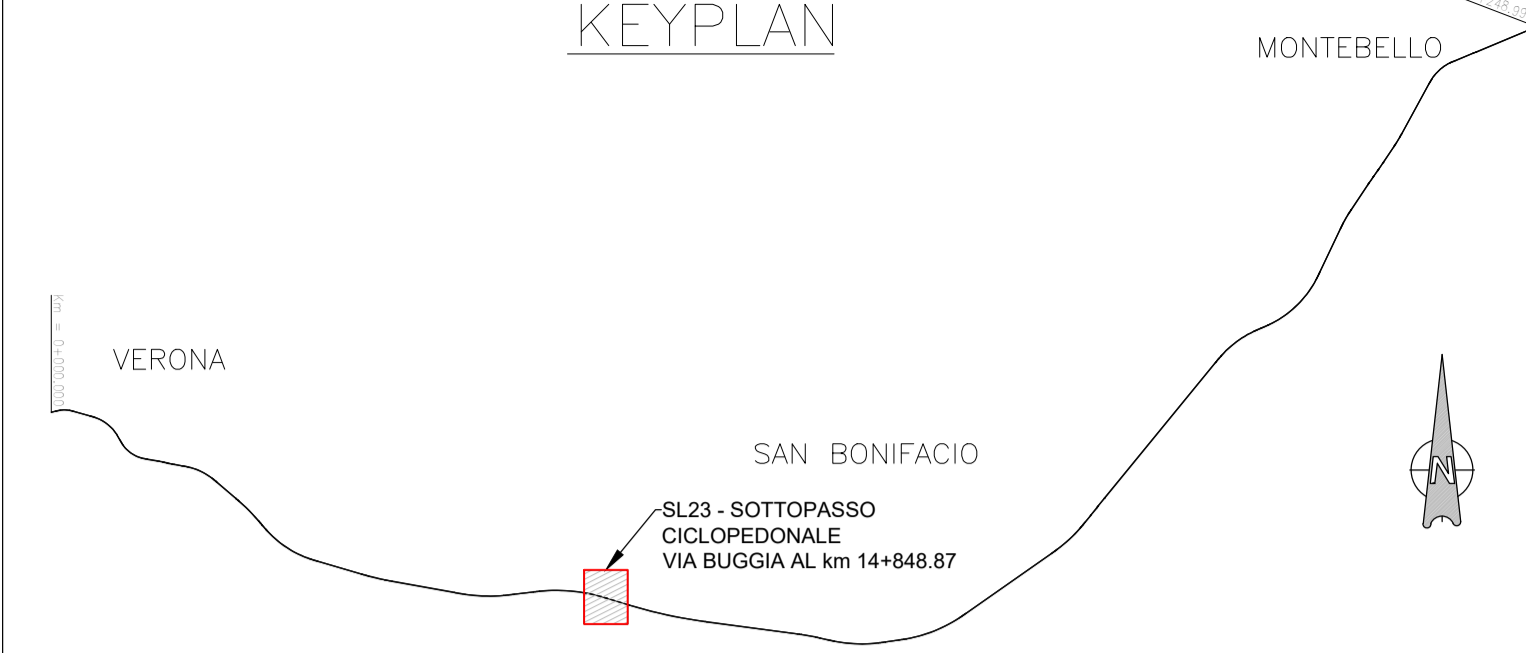 KEYPLAN
MONTEBELLO
Km = 0+000.000
VERONA
SAN BONIFACIO
SL23 - SOTTOPASSO
CICLOPEDONALE
VIA BUGGIA AL km 14+848.87
N